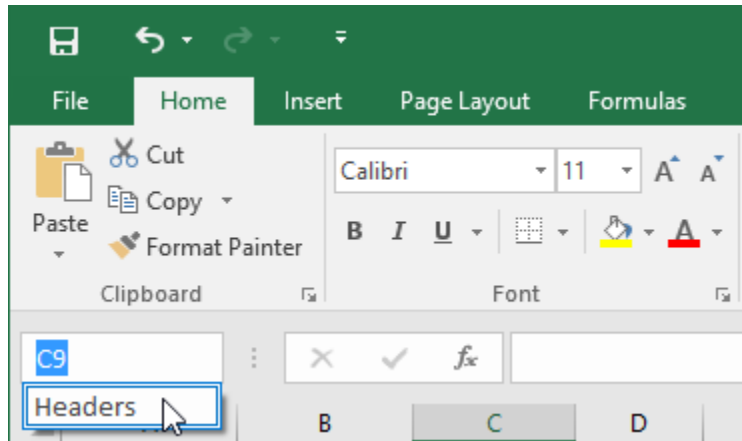 File Home Insert Page Layout Formulas
Cut
Calibri 11 A A
Copy
Paste
B I U A
Format Painter
Clipboard Font
C9 fx
Headers
B C D